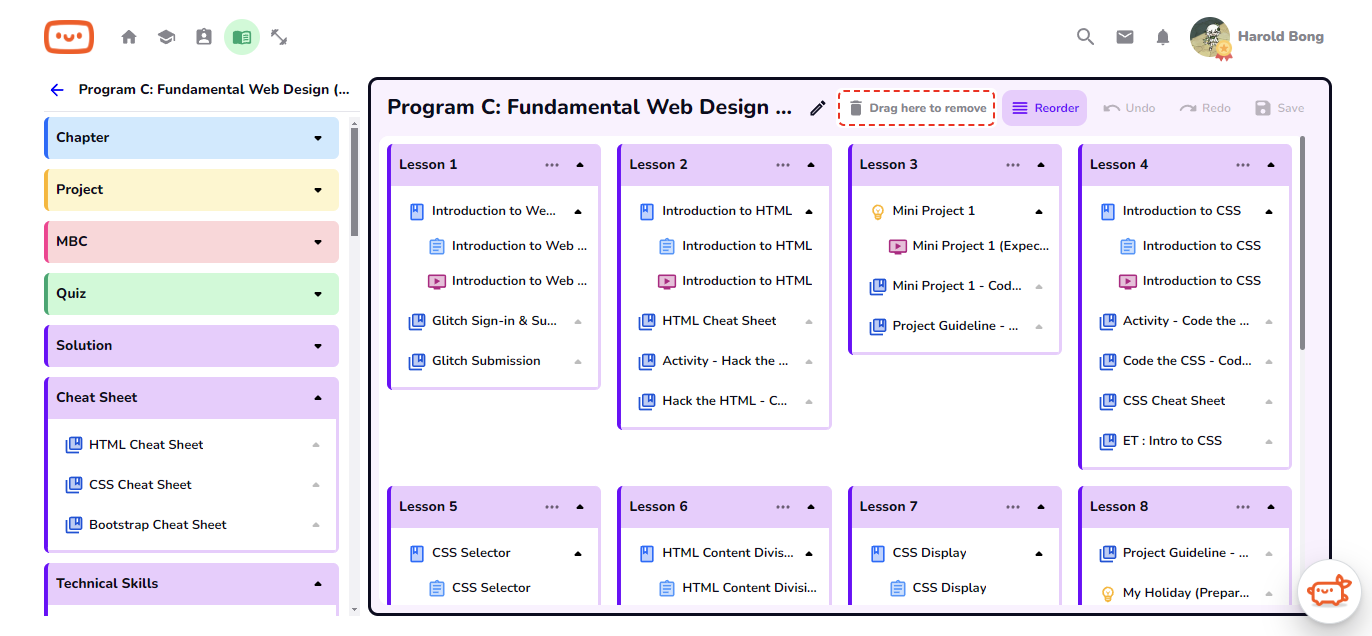 Harold Bong
Program C: Fundamental Web Design (...
Chapter
Project
MBC
Quiz
Solution
Cheat Sheet
HTML Cheat Sheet
CSS Cheat Sheet
Bootstrap Cheat Sheet
Technical Skills
Program C: Fundamental Web Design ...
Drag here to remove
Reorder
Undo
Redo
Save
Lesson 1
Introduction to We...
Introduction to Web ...
Introduction to Web ...
Glitch Sign-in & Su...
Glitch Submission
Lesson 2
Introduction to HTML
Introduction to HTML
Introduction to HTML
HTML Cheat Sheet
Activity - Hack the ...
Hack the HTML - C...
Lesson 3
Mini Project 1
Mini Project 1 (Expec...
Mini Project 1 - Cod...
Project Guideline - ...
Lesson 4
Introduction to CSS
Introduction to CSS
Introduction to CSS
Activity - Code the ...
Code the CSS - Cod...
CSS Cheat Sheet
ET : Intro to CSS
Lesson 5
CSS Selector
CSS Selector
Lesson 6
HTML Content Divis...
HTML Content Divisi...
Lesson 7
CSS Display
CSS Display
Lesson 8
Project Guideline - ...
My Holiday (Prepar...